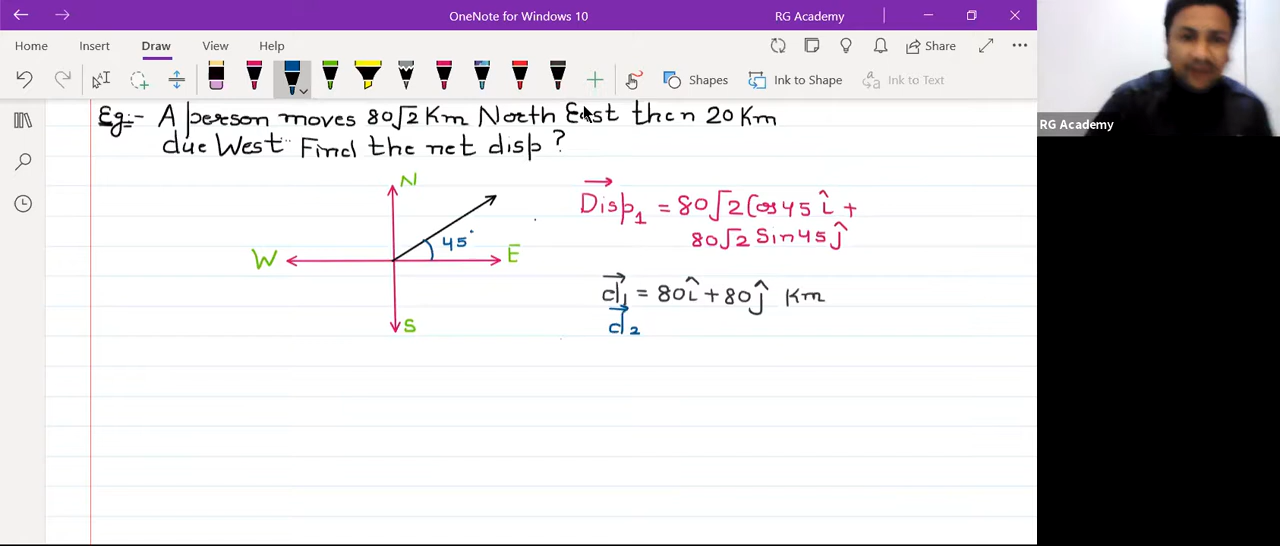 OneNote for Windows 10
RG Academy
Home Insert Draw View Help
Share
Shapes
Ink to Shape
Ink to Text
RG Academy
Eg:- A person moves 80√2 Km North East then 20 Km
due West. Find the net disp?
N
W
E
S
45°
Disp₁ = 80√2 Cos45 î +
80√2 Sin45 ĵ
d⃗₁ = 80î + 80ĵ Km
d⃗₂